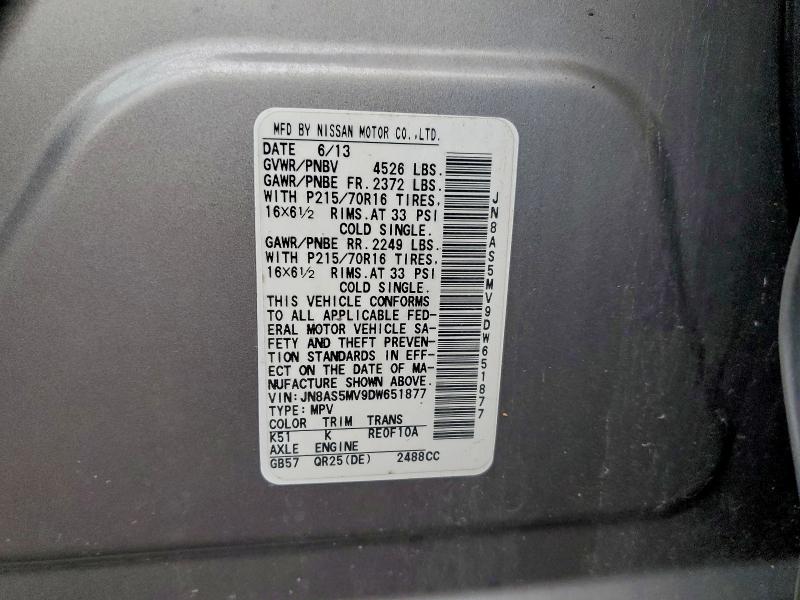 MFD BY NISSAN MOTOR CO.,LTD.
DATE 6/13
GVWR/PNBV 4526 LBS.
GAWR/PNBE FR.2372 LBS.
WITH P215/70R16 TIRES,
16×6½ RIMS.AT 33 PSI
COLD SINGLE.
GAWR/PNBE RR.2249 LBS.
WITH P215/70R16 TIRES,
16×6½ RIMS.AT 33 PSI
COLD SINGLE.
THIS VEHICLE CONFORMS
TO ALL APPLICABLE FED-
ERAL MOTOR VEHICLE SA-
FETY AND THEFT PREVEN-
TION STANDARDS IN EFF-
ECT ON THE DATE OF MA-
NUFACTURE SHOWN ABOVE.
VIN:JN8AS5MV9DW651877
TYPE:MPV
COLOR TRIM TRANS
K51 K RE0F10A
AXLE ENGINE
GB57 QR25(DE) 2488CC
JN8AS5MV9DW651877